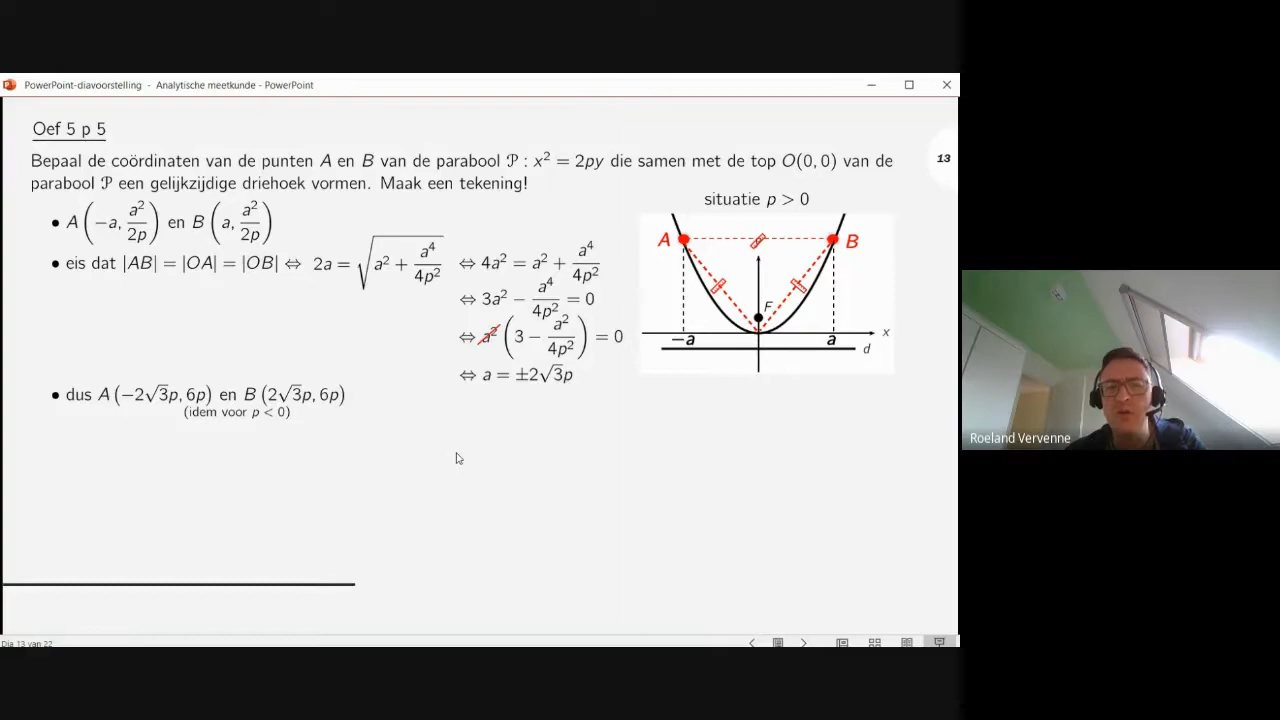 PowerPoint-diavoorstelling - Analytische meetkunde - PowerPoint
Oef 5 p 5
13
Bepaal de coördinaten van de punten A en B van de parabool 𝒫 : x² = 2py die samen met de top O(0, 0) van de
parabool 𝒫 een gelijkzijdige driehoek vormen. Maak een tekening!
situatie p > 0
• A(−a, a²/2p) en B(a, a²/2p)
• eis dat |AB| = |OA| = |OB| ⇔ 2a = √(a² + a⁴/4p²) ⇔ 4a² = a² + a⁴/4p²
⇔ 3a² − a⁴/4p² = 0
⇔ a²(3 − a²/4p²) = 0
⇔ a = ±2√3p
• dus A(−2√3p, 6p) en B(2√3p, 6p)
(idem voor p < 0)
A
B
F
x
−a
a
d
Roeland Vervenne
Dia 13 van 22